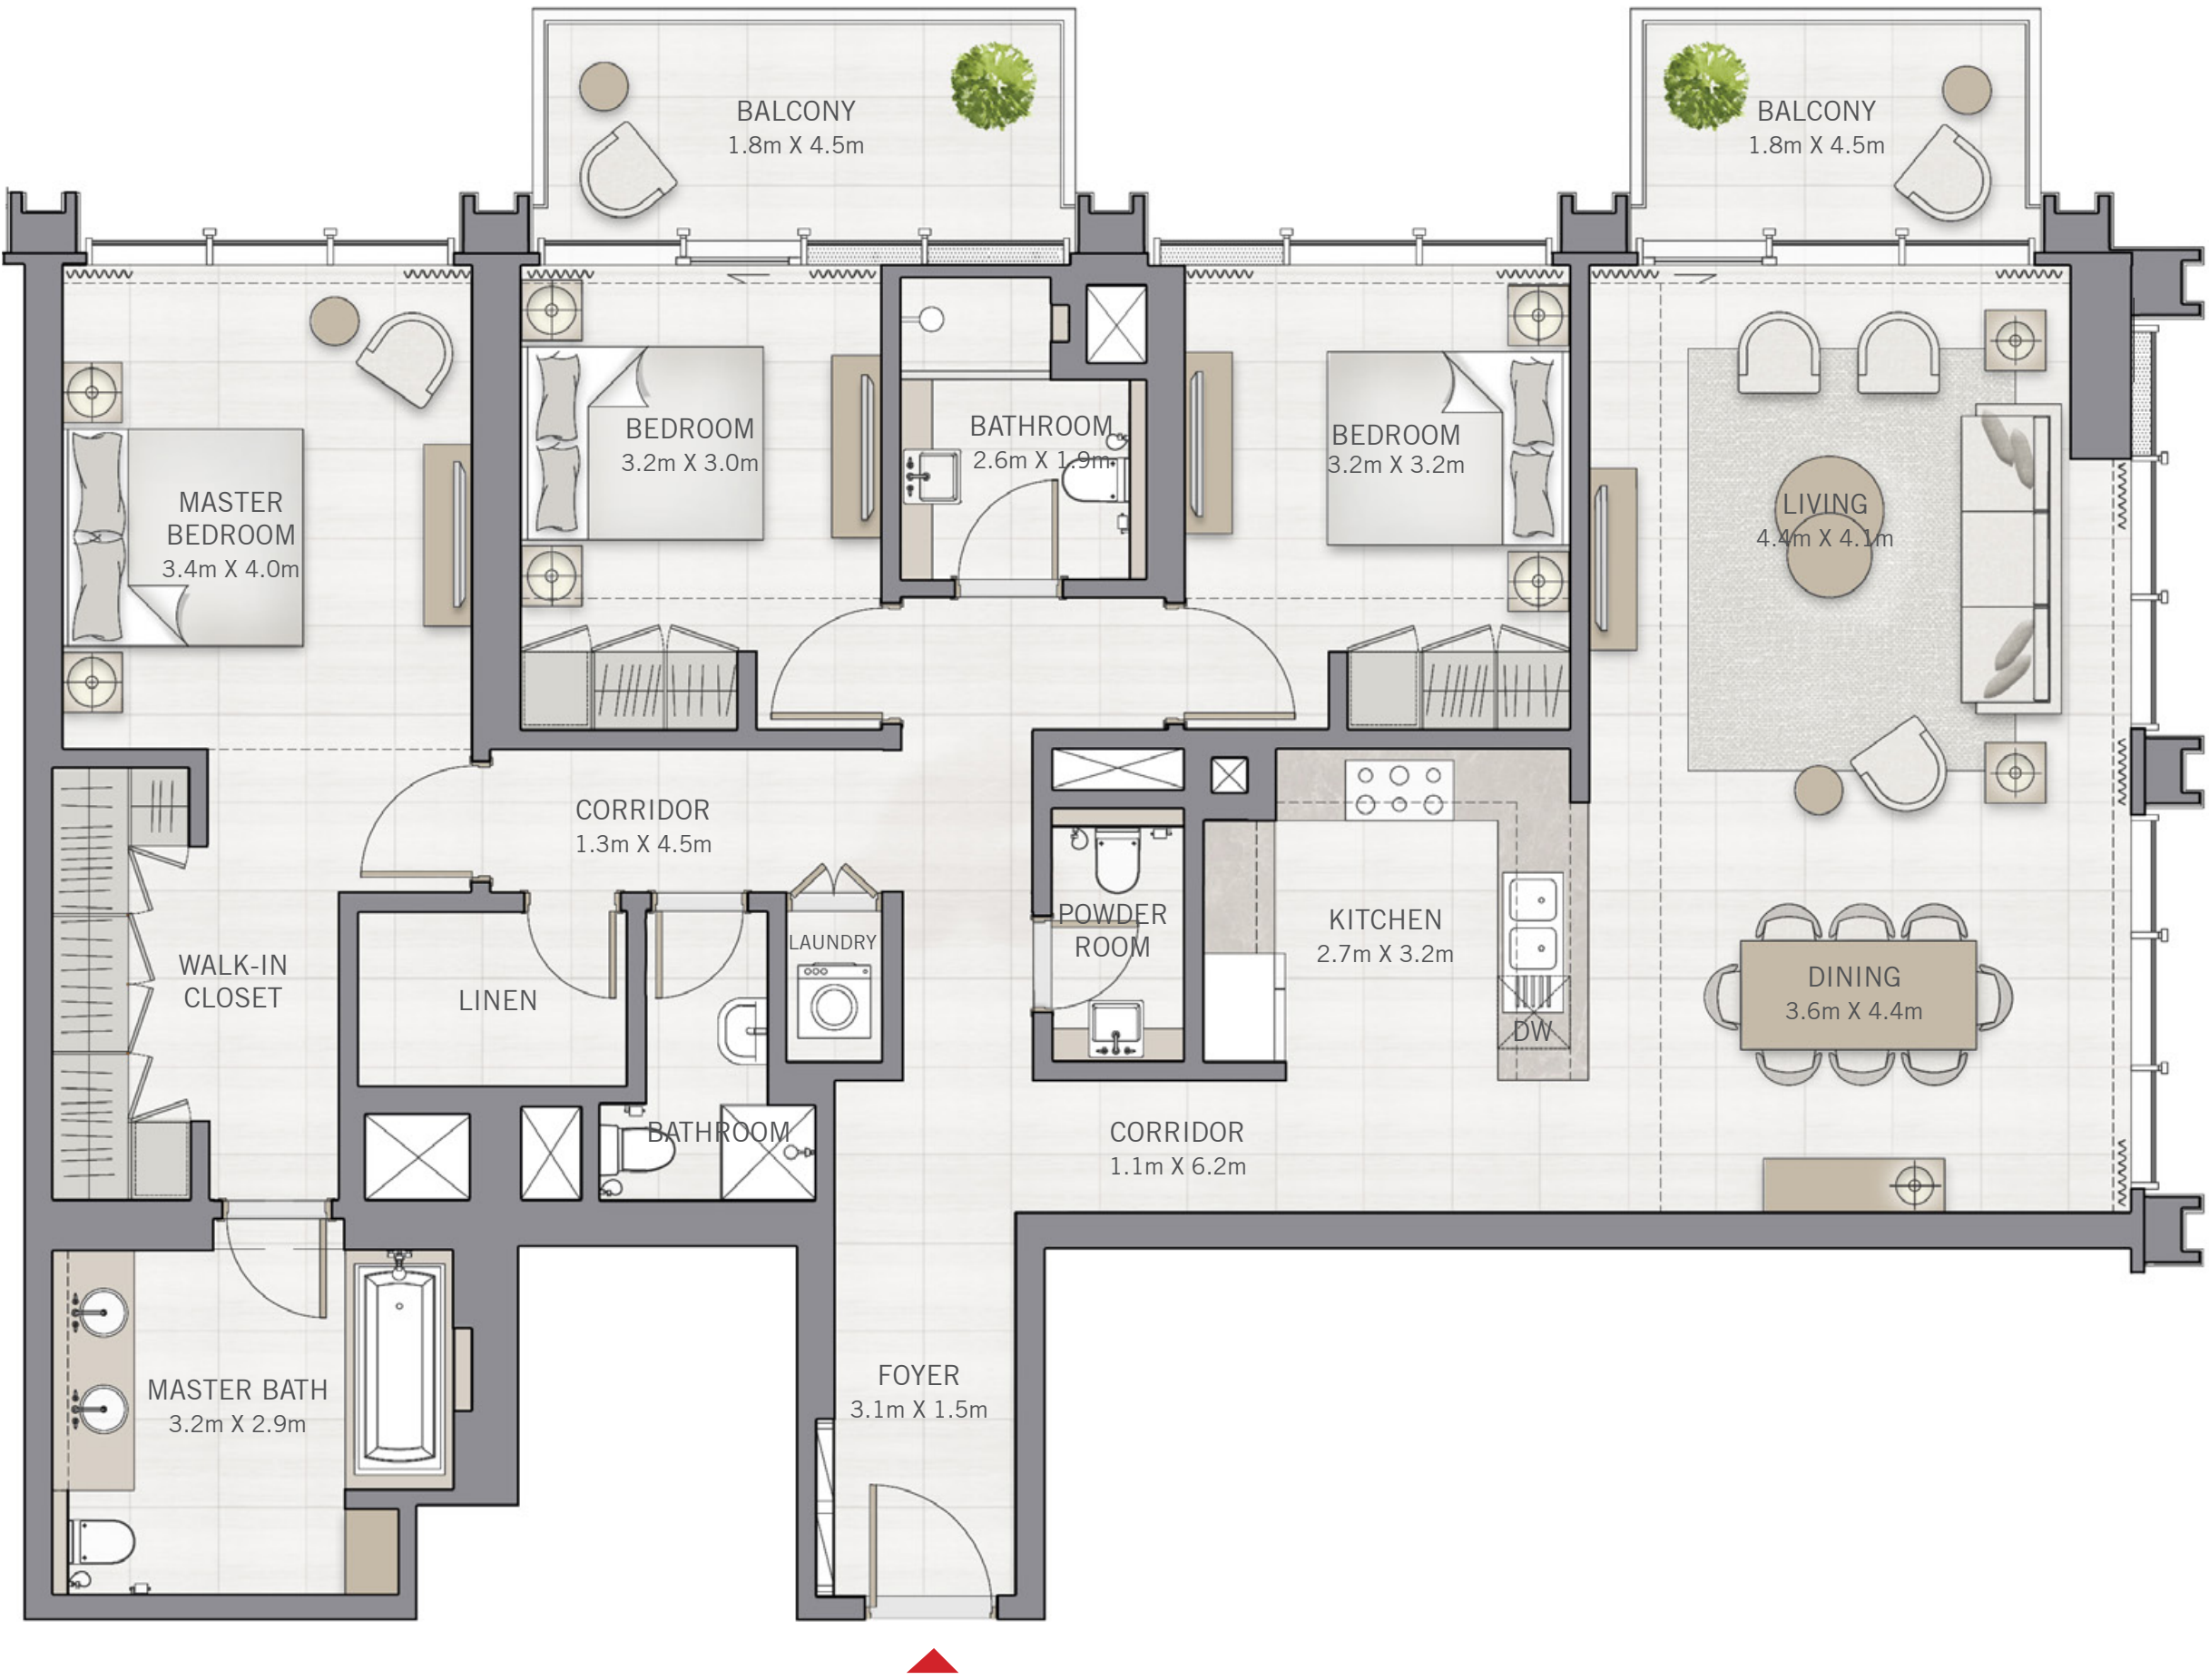 BALCONY
1.8m X 4.5m
BALCONY
1.8m X 4.5m
MASTER
BEDROOM
3.4m X 4.0m
BEDROOM
3.2m X 3.0m
BATHROOM
2.6m X 1.9m
BEDROOM
3.2m X 3.2m
LIVING
4.4m X 4.1m
CORRIDOR
1.3m X 4.5m
WALK-IN
CLOSET
LINEN
LAUNDRY
POWDER
ROOM
KITCHEN
2.7m X 3.2m
DW
DINING
3.6m X 4.4m
BATHROOM
CORRIDOR
1.1m X 6.2m
MASTER BATH
3.2m X 2.9m
FOYER
3.1m X 1.5m